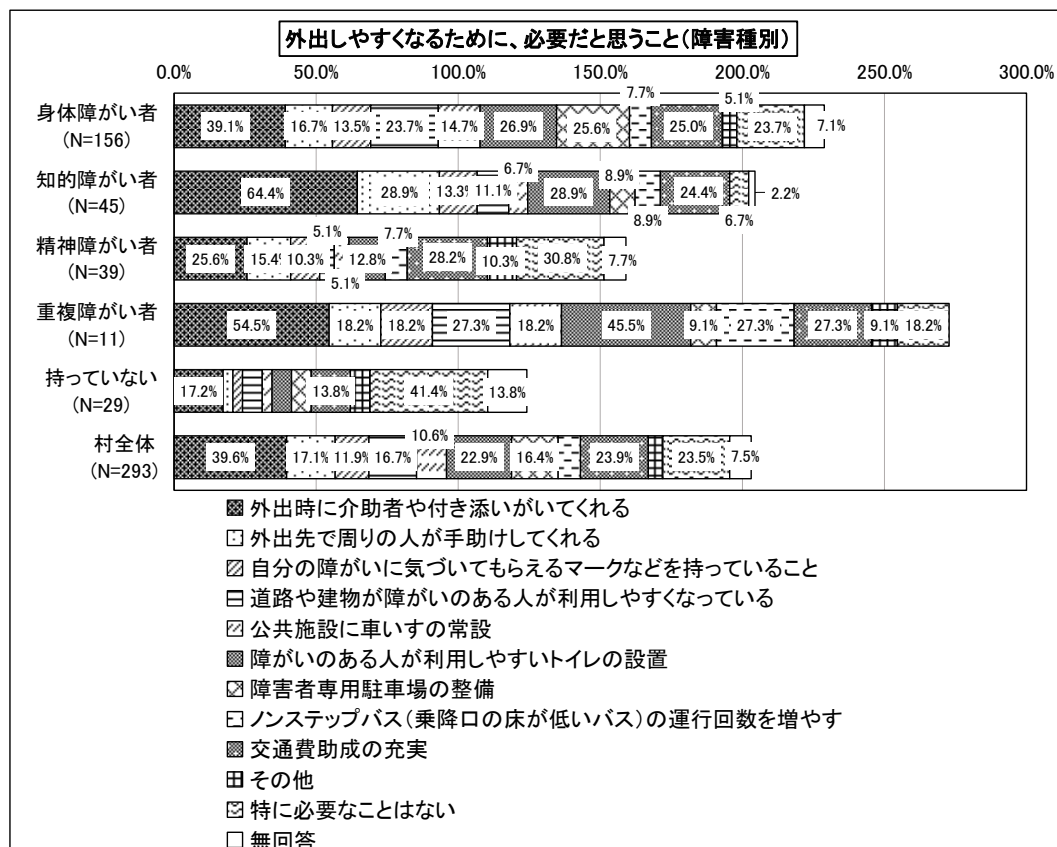 外出しやすくなるために、必要だと思うこと(障害種別)
0.0% 50.0% 100.0% 150.0% 200.0% 250.0% 300.0%
身体障がい者
(N=156)
39.1% 16.7% 13.5% 23.7% 14.7% 26.9% 25.6% 7.7% 25.0% 5.1% 23.7% 7.1%
知的障がい者
(N=45)
64.4% 28.9% 13.3% 11.1% 6.7% 28.9% 8.9% 8.9% 24.4% 6.7% 2.2%
精神障がい者
(N=39)
25.6% 15.4% 10.3% 5.1% 5.1% 12.8% 7.7% 28.2% 10.3% 30.8% 7.7%
重複障がい者
(N=11)
54.5% 18.2% 18.2% 27.3% 18.2% 45.5% 9.1% 27.3% 27.3% 9.1% 18.2%
持っていない
(N=29)
17.2% 13.8% 41.4% 13.8%
村全体
(N=293)
39.6% 17.1% 11.9% 16.7% 10.6% 22.9% 16.4% 23.9% 23.5% 7.5%
外出時に介助者や付き添いがいてくれる
外出先で周りの人が手助けしてくれる
自分の障がいに気づいてもらえるマークなどを持っていること
道路や建物が障がいのある人が利用しやすくなっている
公共施設に車いすの常設
障がいのある人が利用しやすいトイレの設置
障害者専用駐車場の整備
ノンステップバス(乗降口の床が低いバス)の運行回数を増やす
交通費助成の充実
その他
特に必要なことはない
無回答